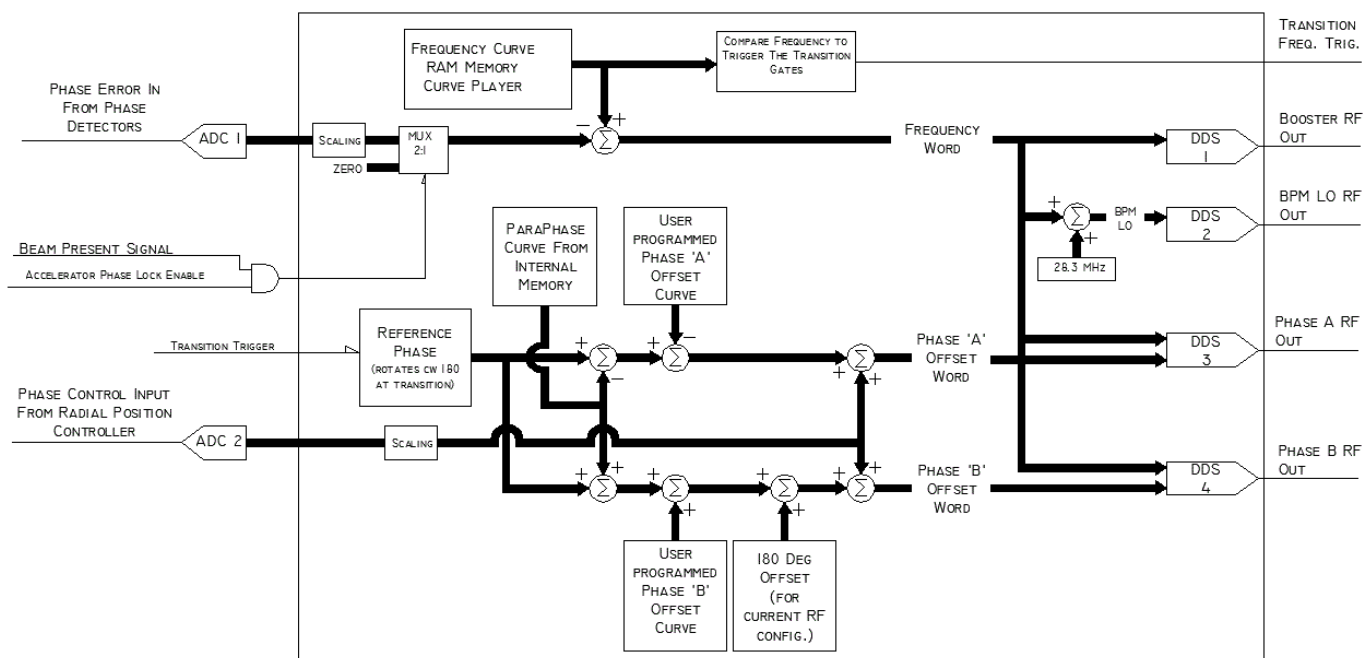 Transition
Freq. Trig.
Frequency Curve
RAM Memory
Curve Player
Compare Frequency to
Trigger The Transition
Gates
Phase Error In
From Phase
Detectors
ADC 1
Scaling
MUX
2:1
ZERO
-
+
Σ
Frequency
Word
DDS
1
Booster RF
Out
+
Σ
+
BPM
LO
DDS
2
BPM LO RF
Out
28.3 MHz
Beam Present Signal
Accelerator Phase Lock Enable
ParaPhase
Curve From
Internal
Memory
User
programmed
Phase 'A'
Offset
Curve
Transition Trigger
Reference
Phase
(rotates cw 180
at transition)
+
Σ
-
+
Σ
-
+
Σ
+
Phase 'A'
Offset
Word
DDS
3
Phase A RF
Out
Phase Control Input
From Radial Position
Controller
ADC 2
Scaling
+
+
Σ
+
Σ
+
+
Σ
+
+
+
Σ
Phase 'B'
Offset
Word
DDS
4
Phase B RF
Out
User
programmed
Phase 'B'
Offset
Curve
180 Deg
Offset
(for
current RF
config.)